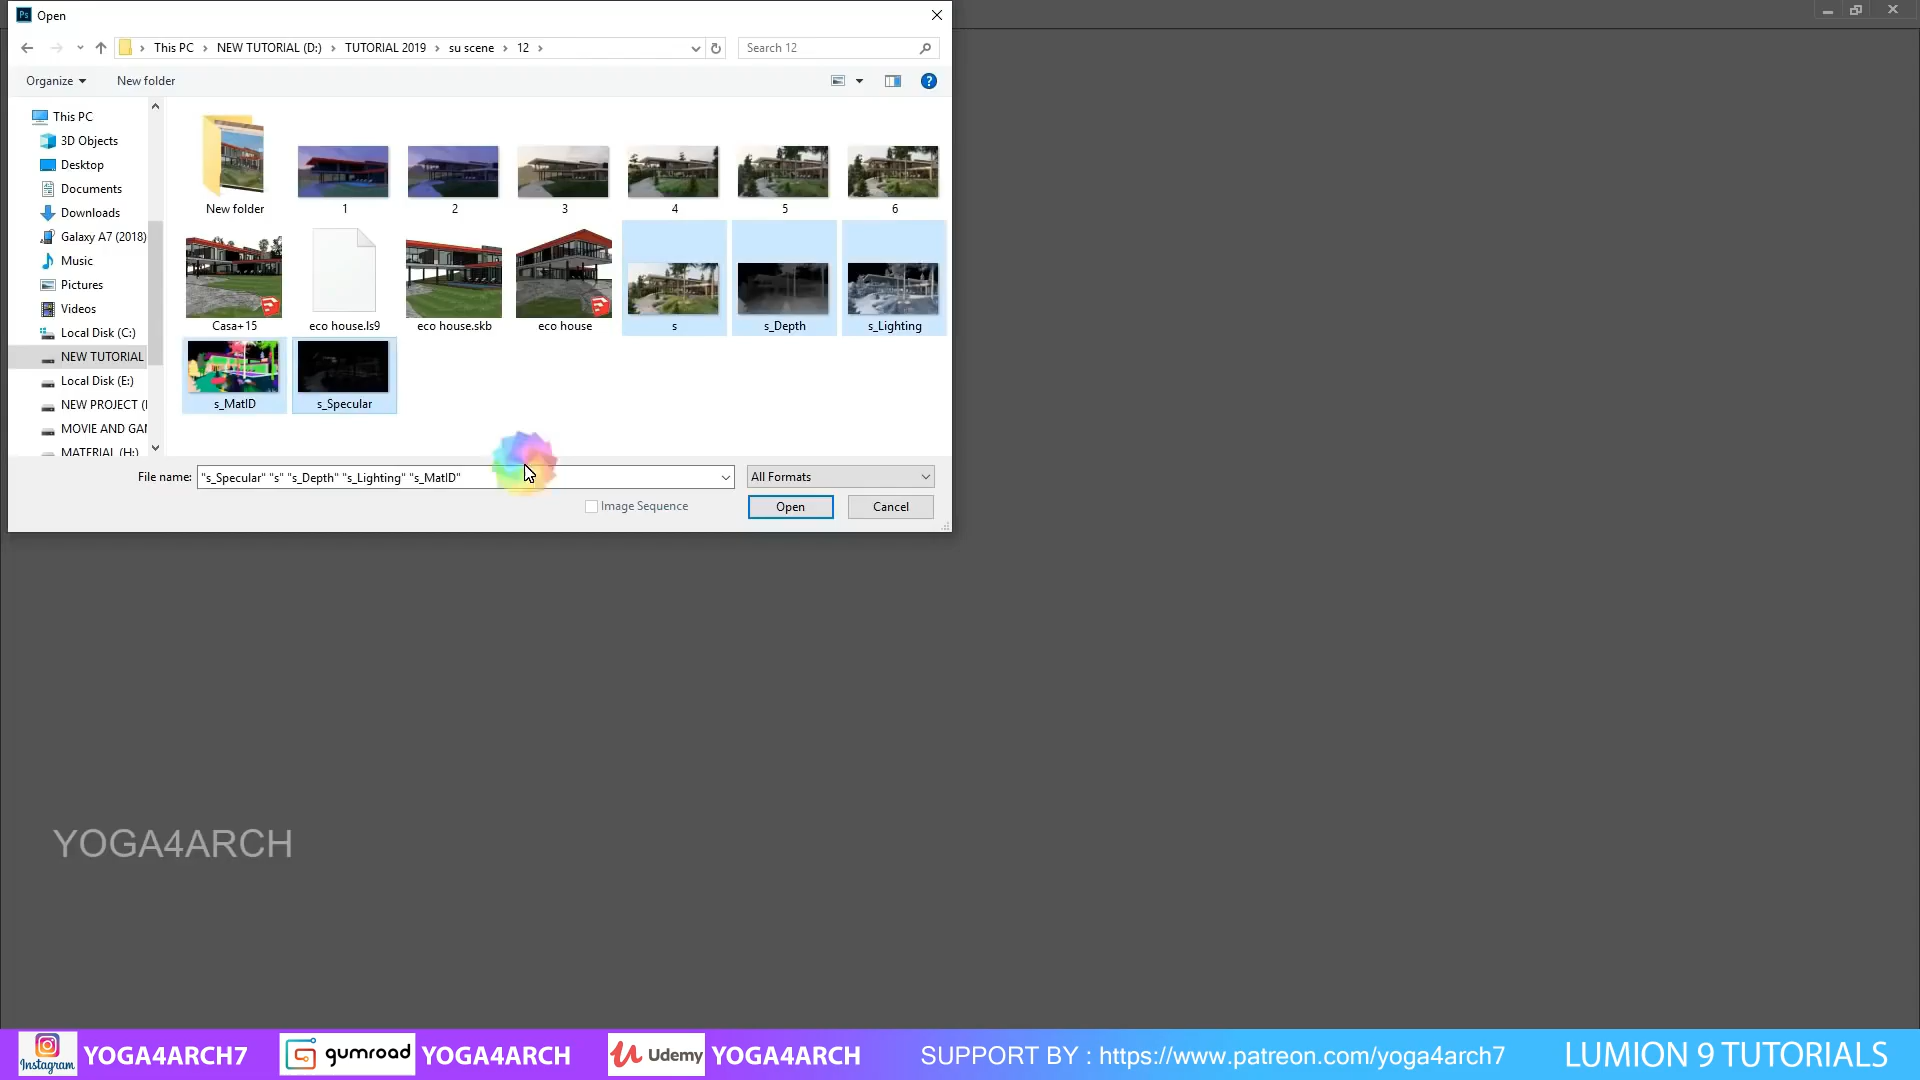 Ps Open
This PC > NEW TUTORIAL (D:) > TUTORIAL 2019 > su scene > 12 >
Search 12
Organize
New folder
This PC
3D Objects
Desktop
Documents
Downloads
Galaxy A7 (2018)
Music
Pictures
Videos
Local Disk (C:)
NEW TUTORIAL
Local Disk (E:)
NEW PROJECT (
MOVIE AND GA
MATERIAL (H:)
New folder
1
2
3
4
5
6
Casa+15
eco house.ls9
eco house.skb
eco house
s
s_Depth
s_Lighting
s_MatID
s_Specular
File name: "s_Specular" "s" "s_Depth" "s_Lighting" "s_MatID"
All Formats
Image Sequence
Open
Cancel
YOGA4ARCH
Instagram YOGA4ARCH7
gumroad YOGA4ARCH
Udemy YOGA4ARCH
SUPPORT BY : https://www.patreon.com/yoga4arch7
LUMION 9 TUTORIALS